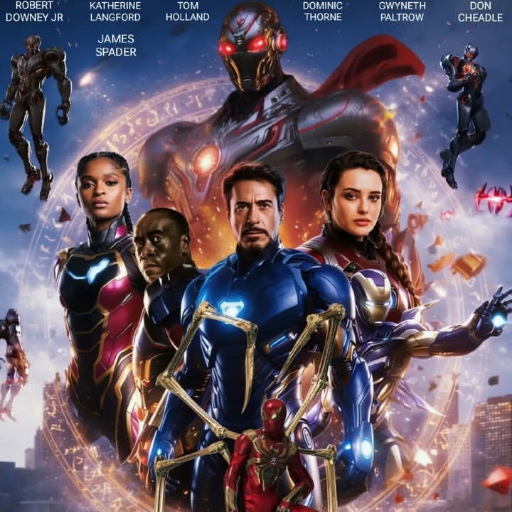 ROBERT
DOWNEY JR
KATHERINE
LANGFORD
TOM
HOLLAND
DOMINIC
THORNE
GWYNETH
PALTROW
DON
CHEADLE
JAMES
SPADER